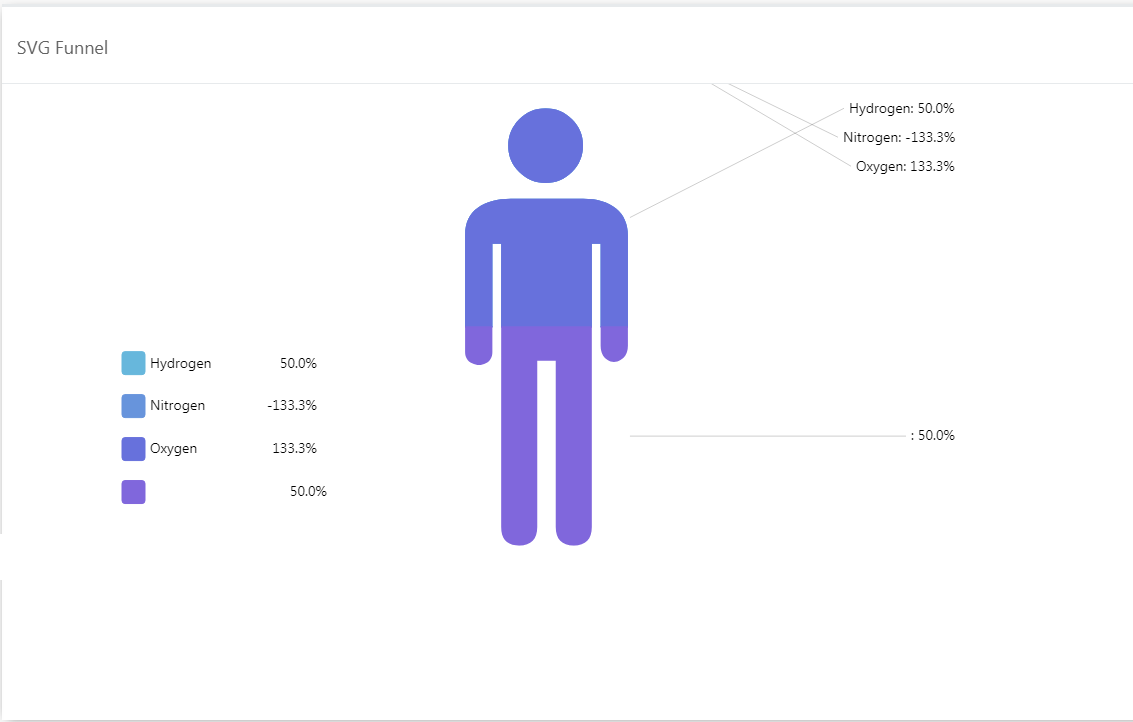 SVG Funnel
Hydrogen: 50.0%
Nitrogen: -133.3%
Oxygen: 133.3%
Hydrogen 50.0%
Nitrogen -133.3%
: 50.0%
Oxygen 133.3%
50.0%